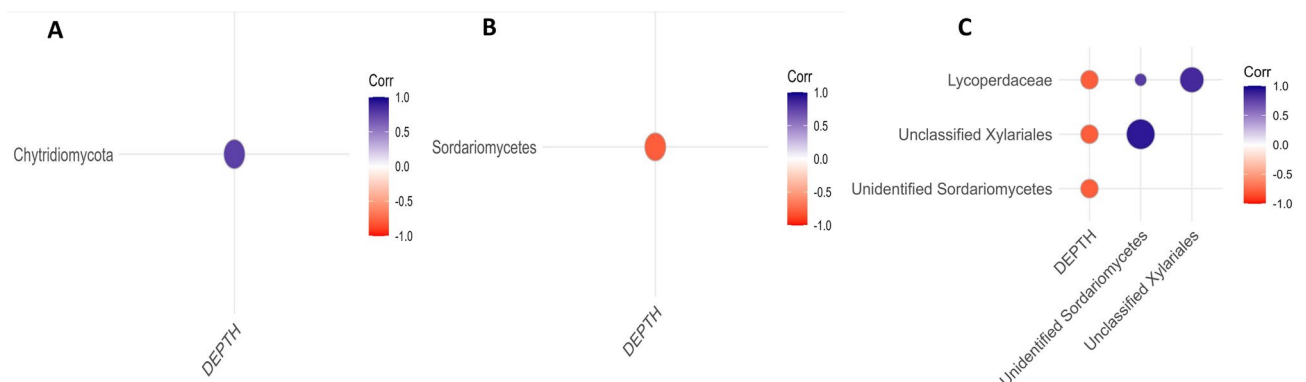 A
Chytridiomycota
DEPTH
Corr
1.0
0.5
0.0
-0.5
-1.0
B
Sordariomycetes
DEPTH
Corr
1.0
0.5
0.0
-0.5
-1.0
C
Lycoperdaceae
Unclassified Xylariales
Unidentified Sordariomycetes
DEPTH
Unidentified Sordariomycetes
Unclassified Xylariales
Corr
1.0
0.5
0.0
-0.5
-1.0